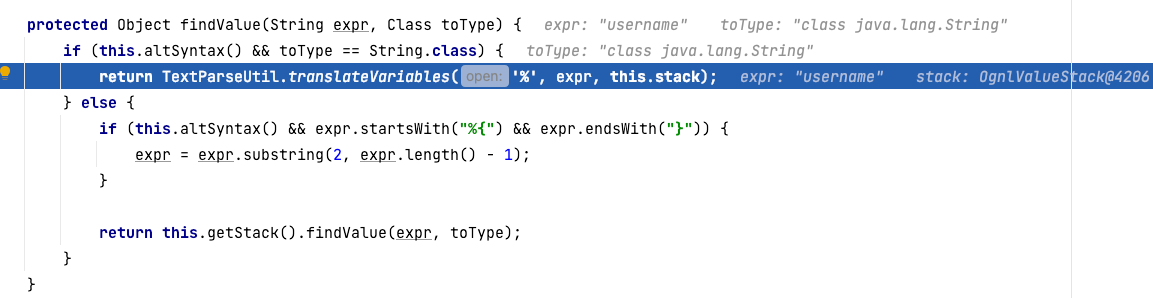 protected Object findValue(String expr, Class toType) {   expr: "username"   toType: "class java.lang.String"
    if (this.altSyntax() && toType == String.class) {   toType: "class java.lang.String"
        return TextParseUtil.translateVariables( open: '%', expr, this.stack);   expr: "username"   stack: OgnlValueStack@4206
    } else {
        if (this.altSyntax() && expr.startsWith("%{") && expr.endsWith("}")) {
            expr = expr.substring(2, expr.length() - 1);
        }
        return this.getStack().findValue(expr, toType);
    }
}